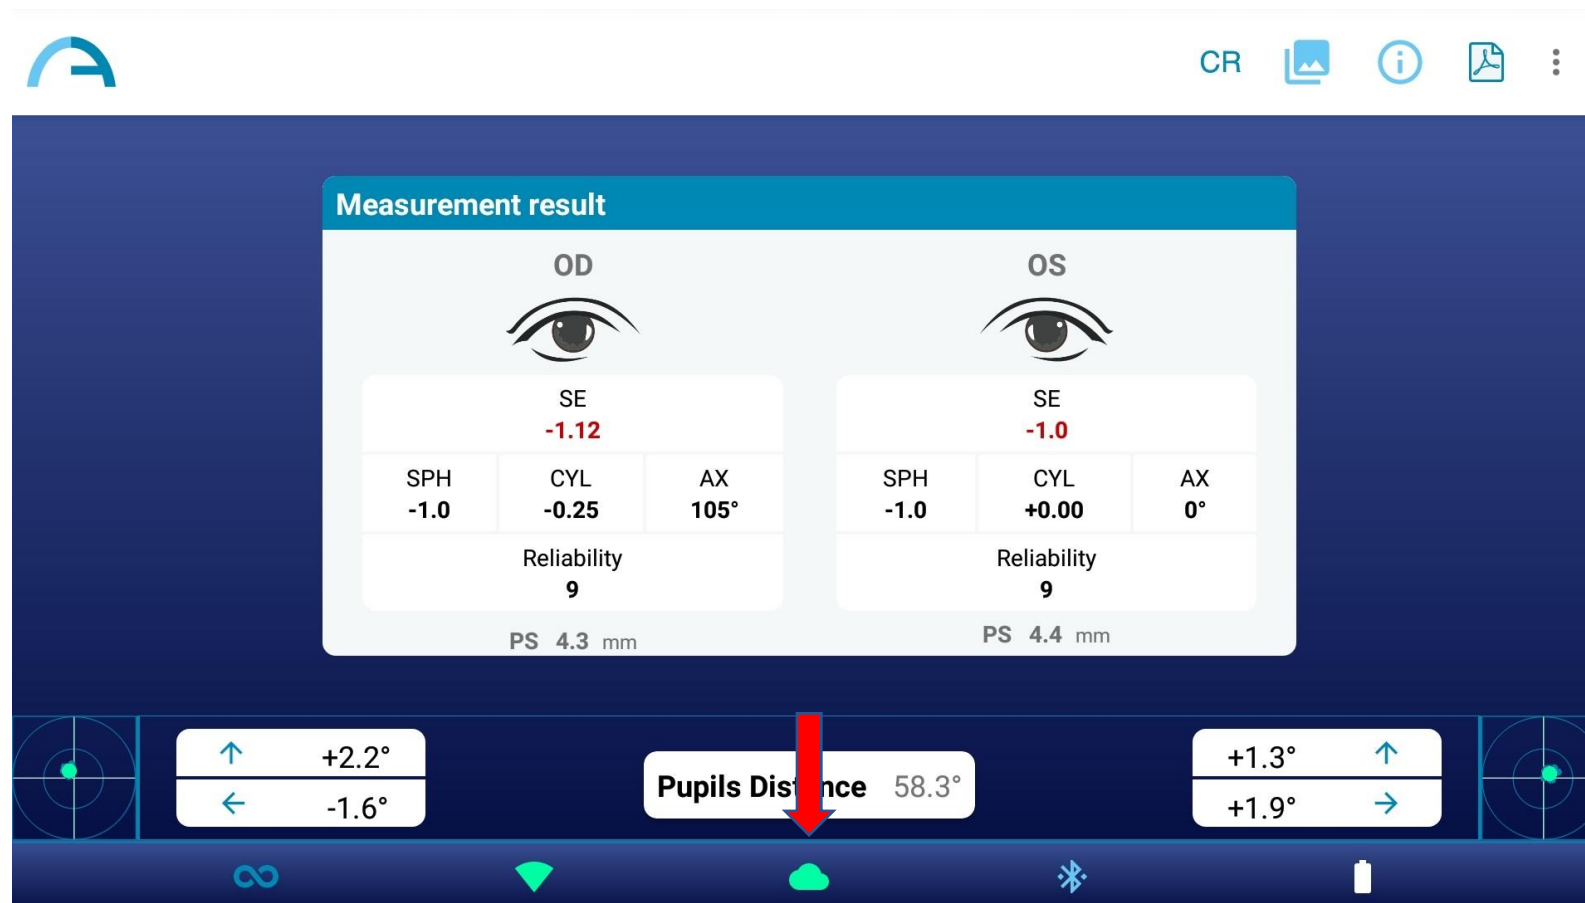 CR
Measurement result
OD
OS
SE
-1.12
SPH
CYL
AX
-1.0
-0.25
105°
Reliability
9
PS 4.3 mm
SE
-1.0
SPH
CYL
AX
-1.0
+0.00
0°
Reliability
9
PS 4.4 mm
+2.2°
-1.6°
Pupils Dist nce 58.3°
+1.3°
+1.9°